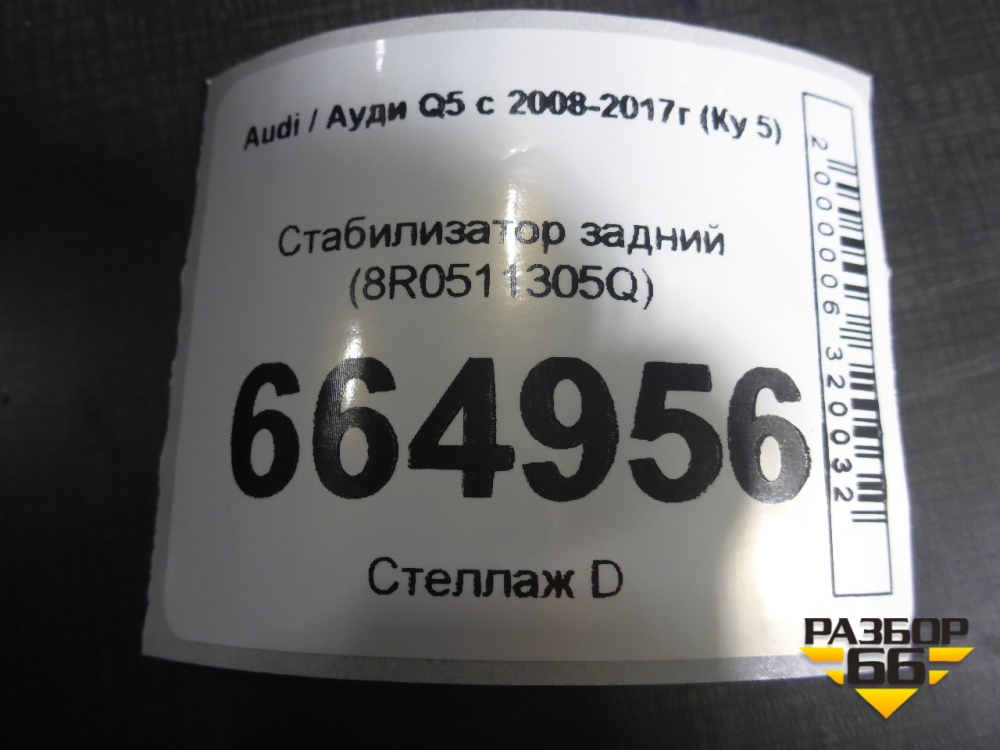 Audi / Ауди Q5 с 2008-2017г (Ку 5)
Стабилизатор задний
(8R0511305Q)
664956
Стеллаж D
2000006320032
РАЗБОР
66